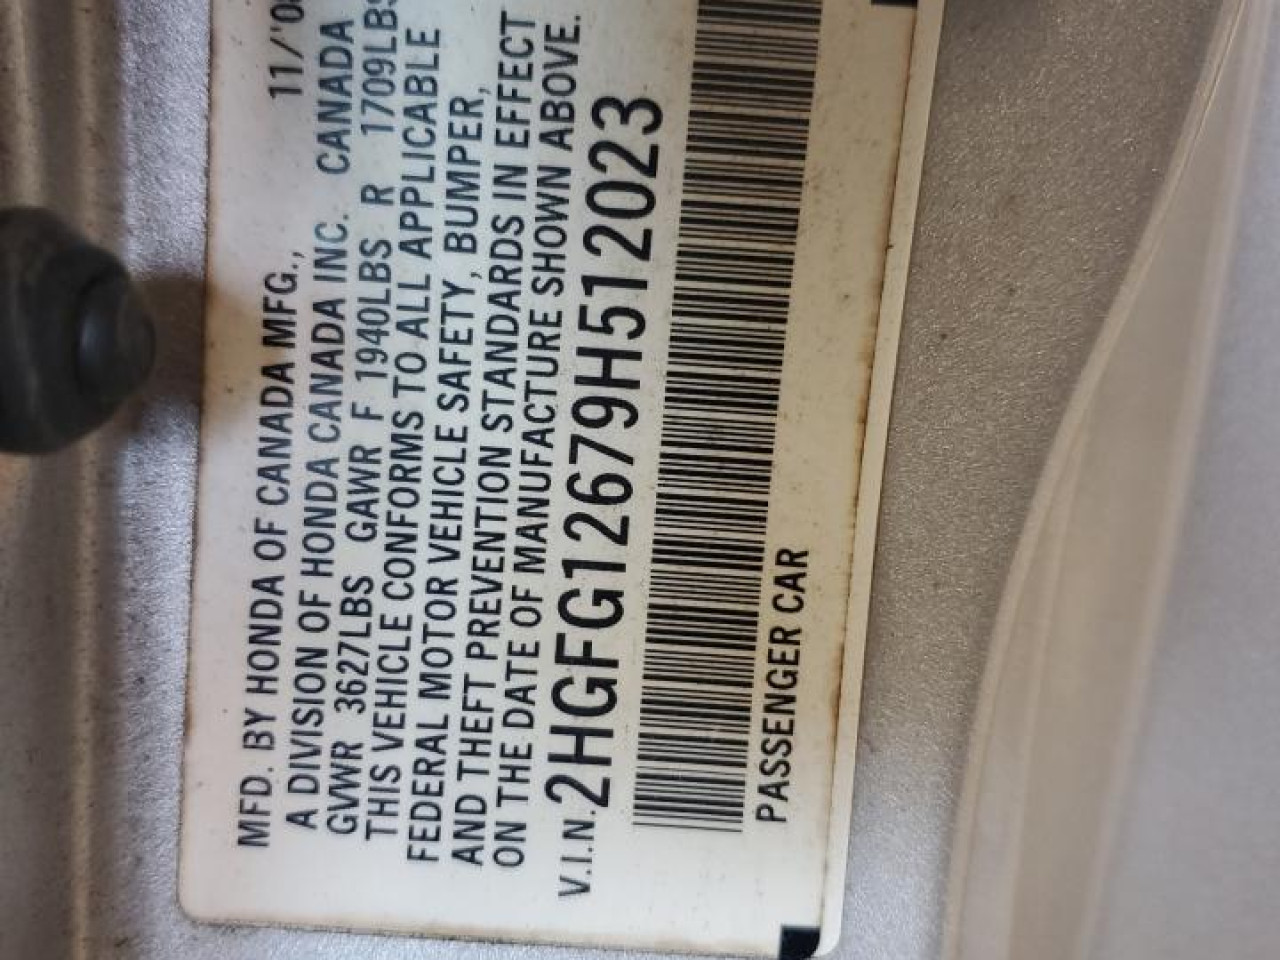 MFD. BY HONDA OF CANADA MFG., 11/'0
A DIVISION OF HONDA CANADA INC. CANADA
GVWR 3627LBS GAWR F 1940LBS R 1709LBS
THIS VEHICLE CONFORMS TO ALL APPLICABLE
FEDERAL MOTOR VEHICLE SAFETY, BUMPER,
AND THEFT PREVENTION STANDARDS IN EFFECT
ON THE DATE OF MANUFACTURE SHOWN ABOVE.
V.I.N. 2HGFG12679H512023
PASSENGER CAR